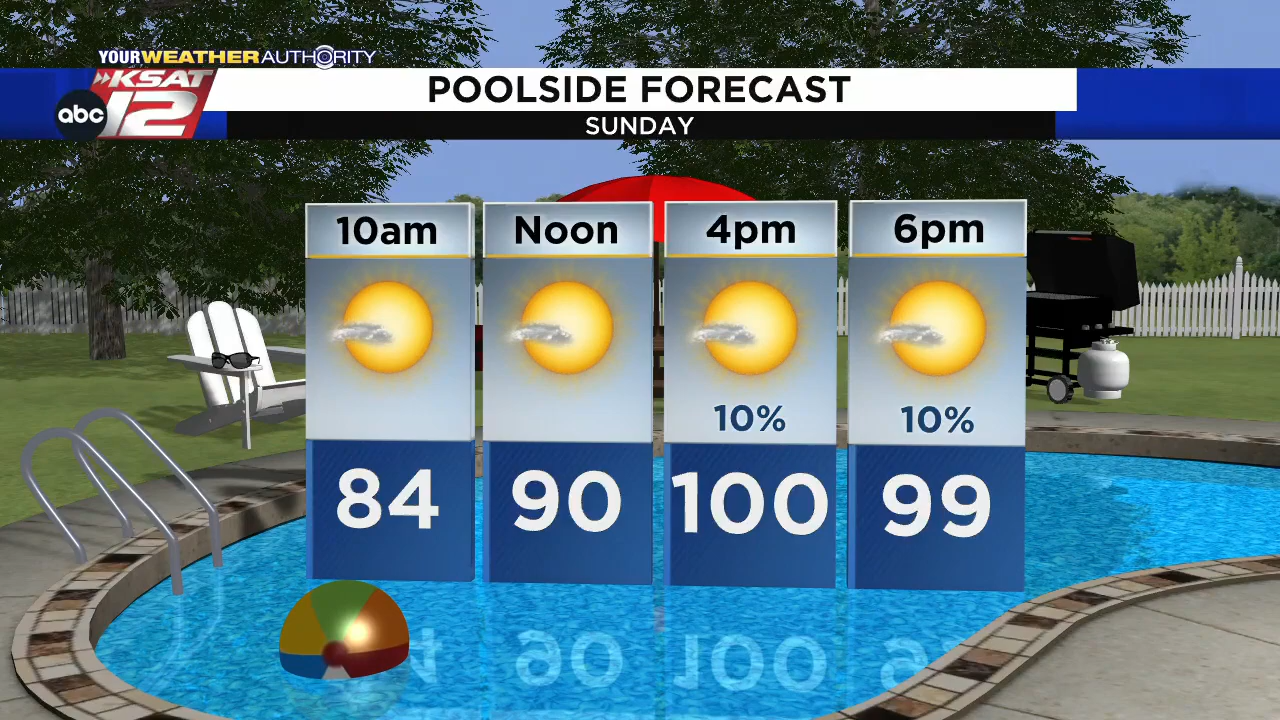 YOUR WEATHER AUTHORITY
KSAT
abc 12
POOLSIDE FORECAST
SUNDAY
10am Noon 4pm 6pm
10% 10%
84 90 100 99